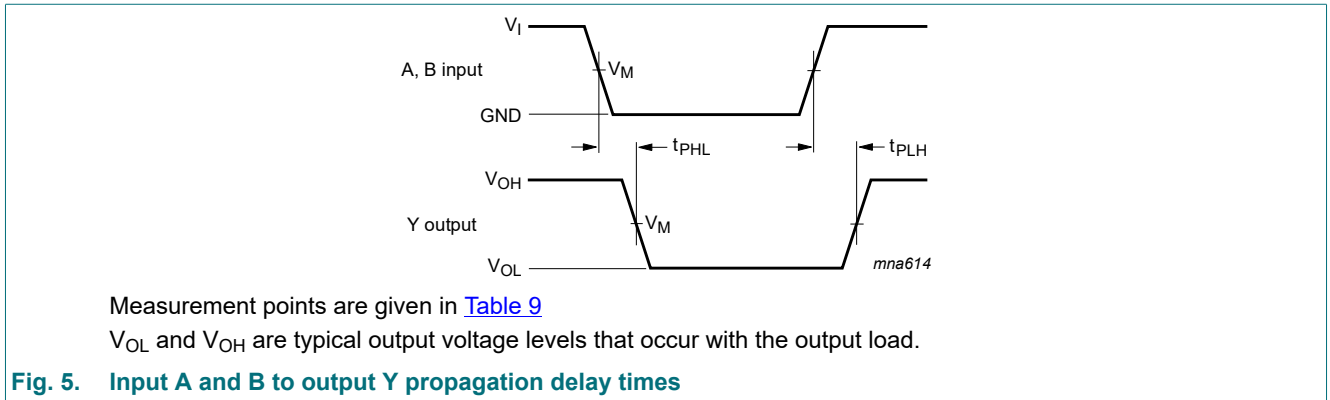 V_I
A, B input
V_M
GND
t_PHL
t_PLH
V_OH
Y output
V_M
V_OL
mna614
Measurement points are given in Table 9
V_OL and V_OH are typical output voltage levels that occur with the output load.
Fig. 5. Input A and B to output Y propagation delay times